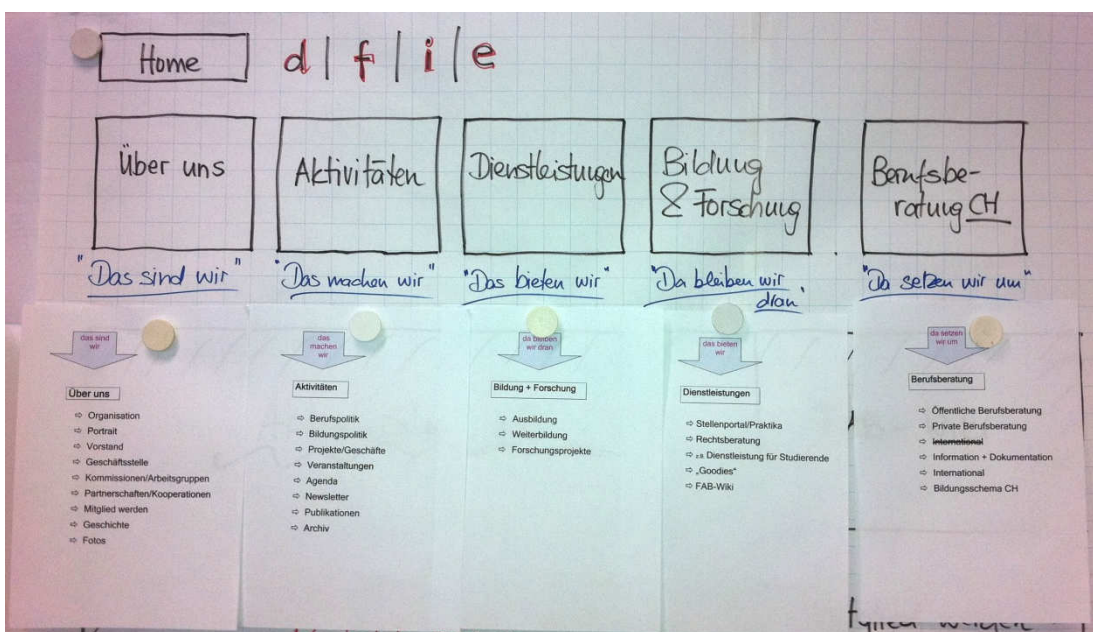 Home d | f | i | e
Über uns
Aktivitäten
Dienstleistungen
Bildung
& Forschung
Berufsbe-
ratung CH
"Das sind wir"
"Das machen wir"
"Das bieten wir"
"Da bleiben wir
dran"
"Da setzen wir um"
das sind
wir
Über uns
⇨ Organisation
⇨ Portrait
⇨ Vorstand
⇨ Geschäftsstelle
⇨ Kommissionen/Arbeitsgruppen
⇨ Partnerschaften/Kooperationen
⇨ Mitglied werden
⇨ Geschichte
⇨ Fotos
das
machen
wir
Aktivitäten
⇨ Berufspolitik
⇨ Bildungspolitik
⇨ Projekte/Geschäfte
⇨ Veranstaltungen
⇨ Agenda
⇨ Newsletter
⇨ Publikationen
⇨ Archiv
da bleiben
wir dran
Bildung + Forschung
⇨ Ausbildung
⇨ Weiterbildung
⇨ Forschungsprojekte
das bieten
wir
Dienstleistungen
⇨ Stellenportal/Praktika
⇨ Rechtsberatung
⇨ z.B. Dienstleistung für Studierende
⇨ „Goodies"
⇨ FAB-Wiki
da setzen
wir um
Berufsberatung
⇨ Öffentliche Berufsberatung
⇨ Private Berufsberatung
⇨ International
⇨ Information + Dokumentation
⇨ International
⇨ Bildungsschema CH